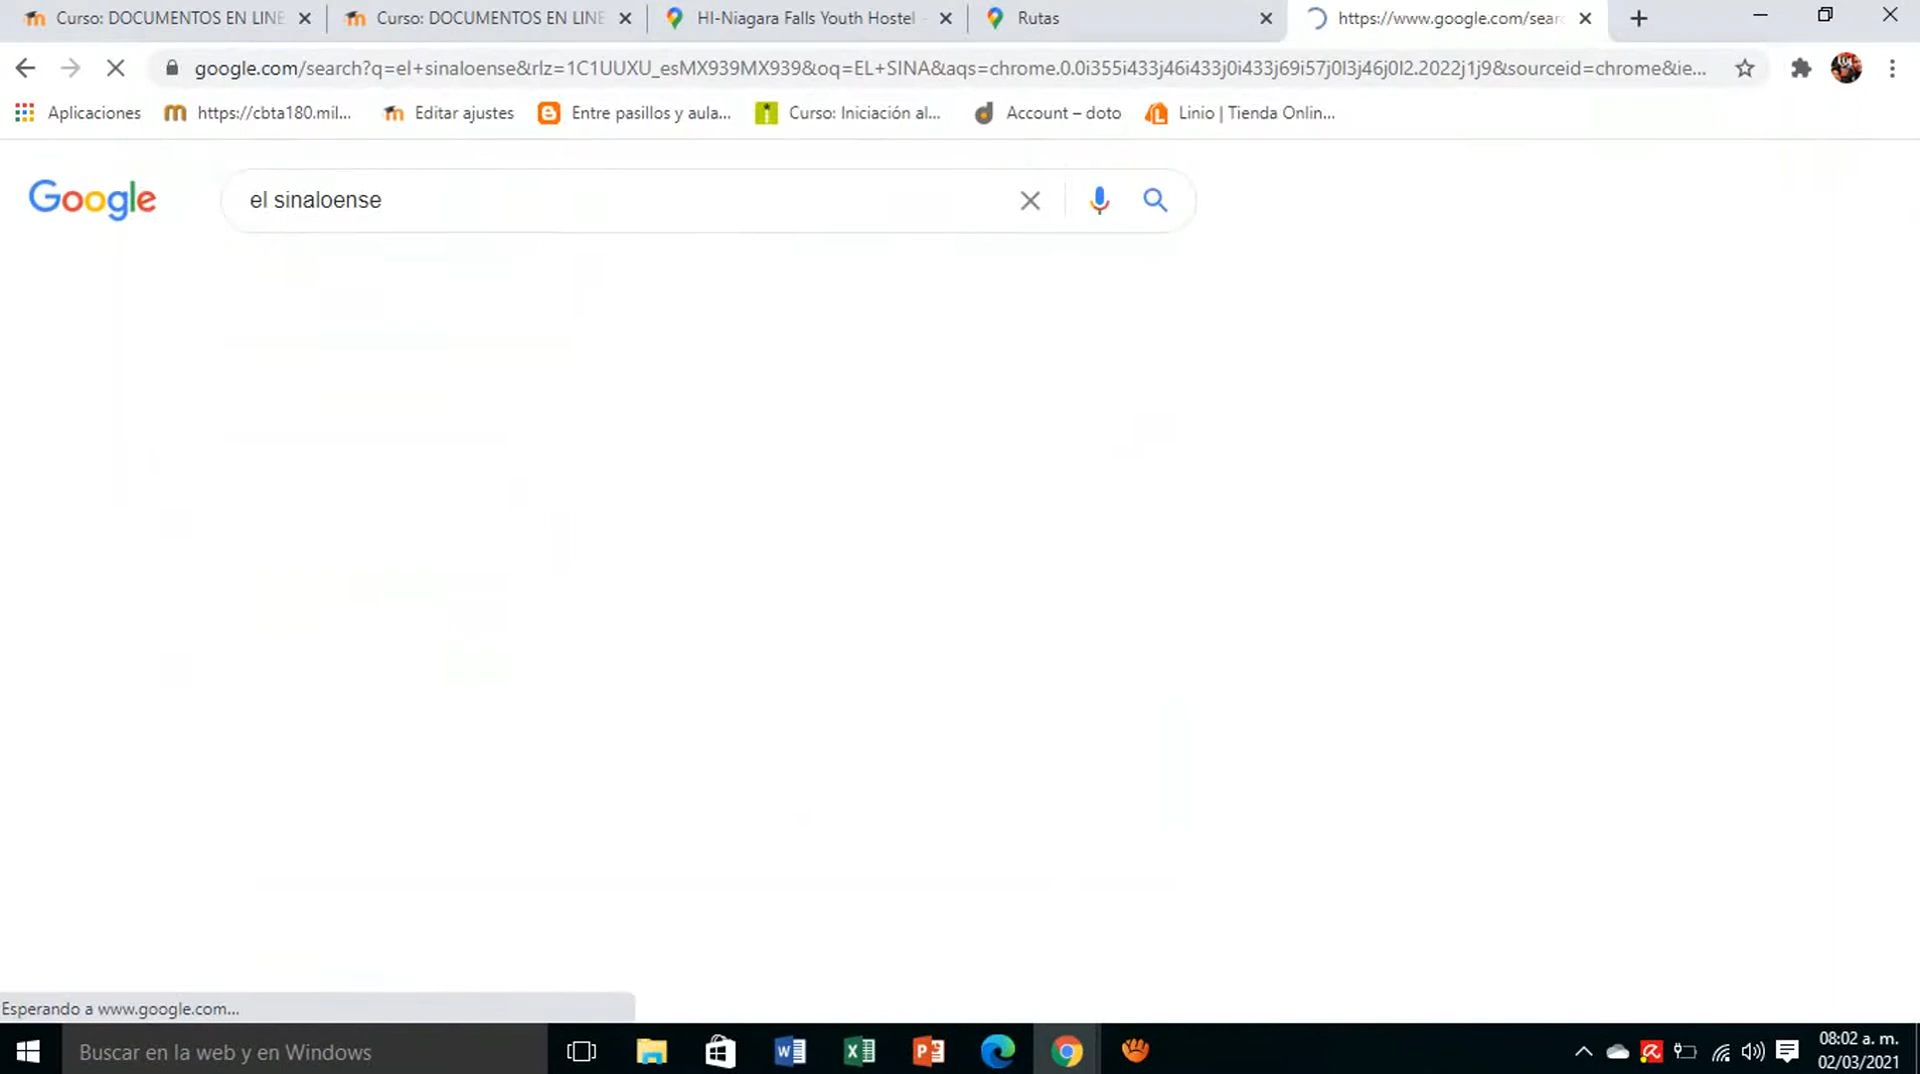 Curso: DOCUMENTOS EN LINE
Curso: DOCUMENTOS EN LINE
HI-Niagara Falls Youth Hostel
Rutas
https://www.google.com/sear
google.com/search?q=el+sinaloense&rlz=1C1UUXU_esMX939MX939&oq=EL+SINA&aqs=chrome.0.0i355i433j46i433j0i433j69i57j0l3j46j0l2.2022j1j9&sourceid=chrome&ie...
Aplicaciones
https://cbta180.mil...
Editar ajustes
Entre pasillos y aula...
Curso: Iniciación al...
Account – doto
Linio | Tienda Onlin...
Google
el sinaloense
Esperando a www.google.com...
Buscar en la web y en Windows
08:02 a. m.
02/03/2021